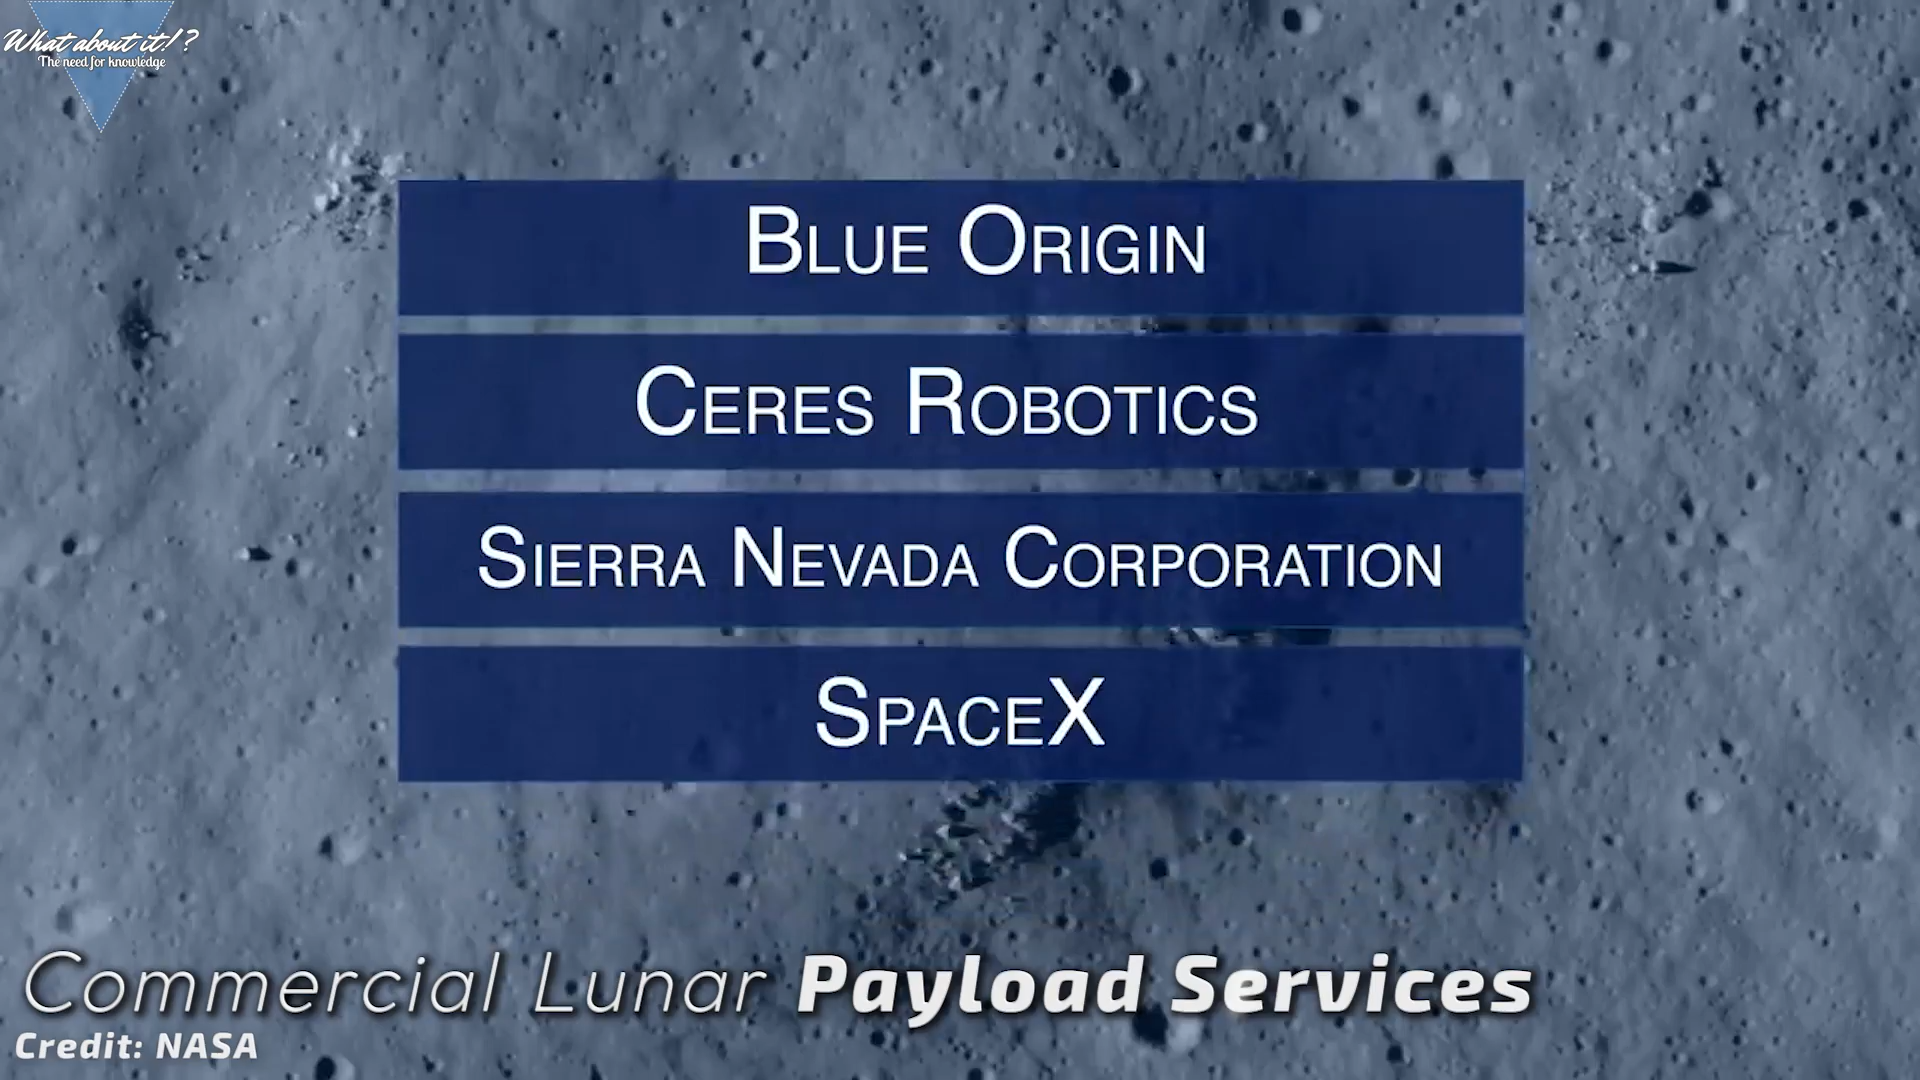 What about it!?
The need for knowledge
Blue Origin
Ceres Robotics
Sierra Nevada Corporation
SpaceX
Commercial Lunar Payload Services
Credit: NASA